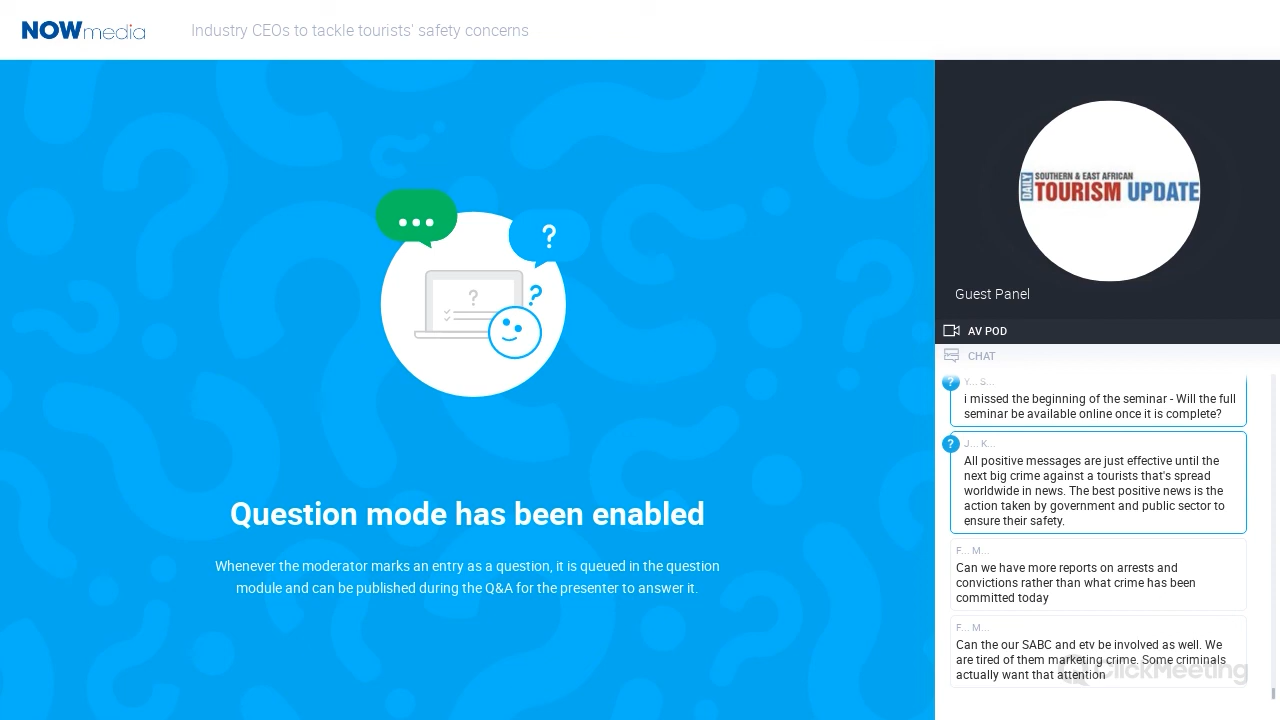 NOWmedia
Industry CEOs to tackle tourists' safety concerns
?
?
?
Question mode has been enabled
Whenever the moderator marks an entry as a question, it is queued in the question
module and can be published during the Q&A for the presenter to answer it.
DAILY
SOUTHERN & EAST AFRICAN
TOURISM UPDATE
Guest Panel
AV POD
CHAT
?
Y... S...
i missed the beginning of the seminar - Will the full
seminar be available online once it is complete?
?
J... K...
All positive messages are just effective until the
next big crime against a tourists that's spread
worldwide in news. The best positive news is the
action taken by government and public sector to
ensure their safety.
F... M...
Can we have more reports on arrests and
convictions rather than what crime has been
committed today
F... M...
Can the our SABC and etv be involved as well. We
are tired of them marketing crime. Some criminals
actually want that attention
ClickMeeting